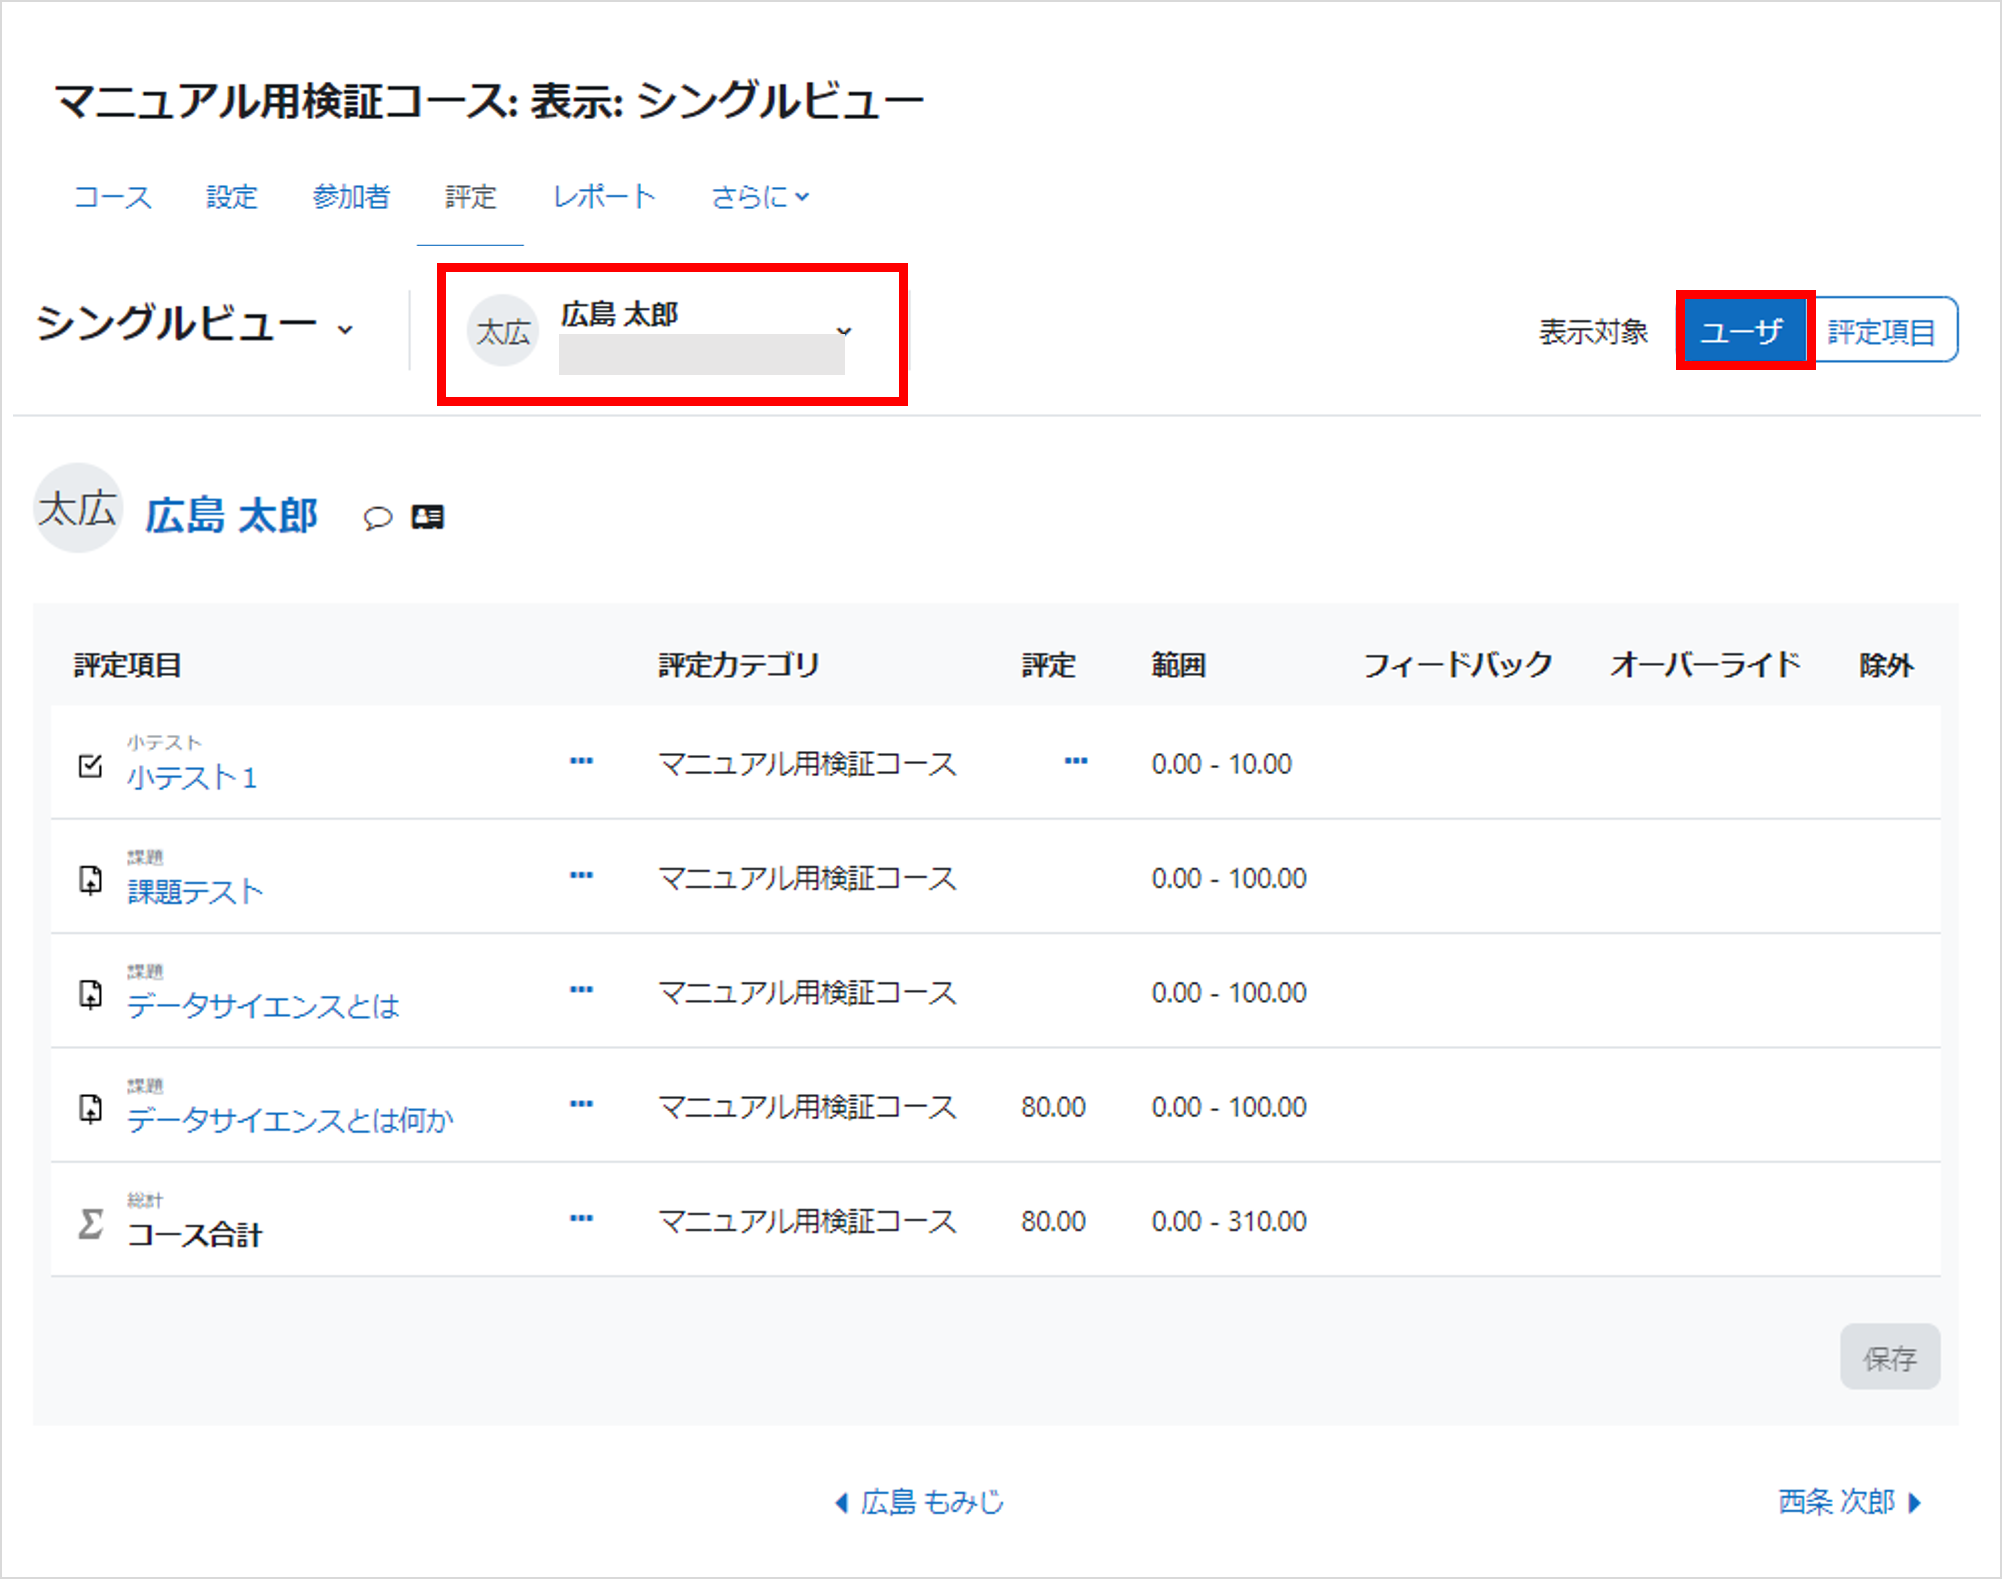 マニュアル用検証コース: 表示: シングルビュー
コース 設定 参加者 評定 レポート さらに
シングルビュー
太広 広島 太郎
表示対象 ユーザ 評定項目
太広 広島 太郎
評定項目 評定カテゴリ 評定 範囲 フィードバック オーバーライド 除外
小テスト
小テスト1 ... マニュアル用検証コース ... 0.00 - 10.00
課題
課題テスト ... マニュアル用検証コース 0.00 - 100.00
課題
データサイエンスとは ... マニュアル用検証コース 0.00 - 100.00
課題
データサイエンスとは何か ... マニュアル用検証コース 80.00 0.00 - 100.00
総計
Σ コース合計 ... マニュアル用検証コース 80.00 0.00 - 310.00
保存
広島 もみじ
西条 次郎